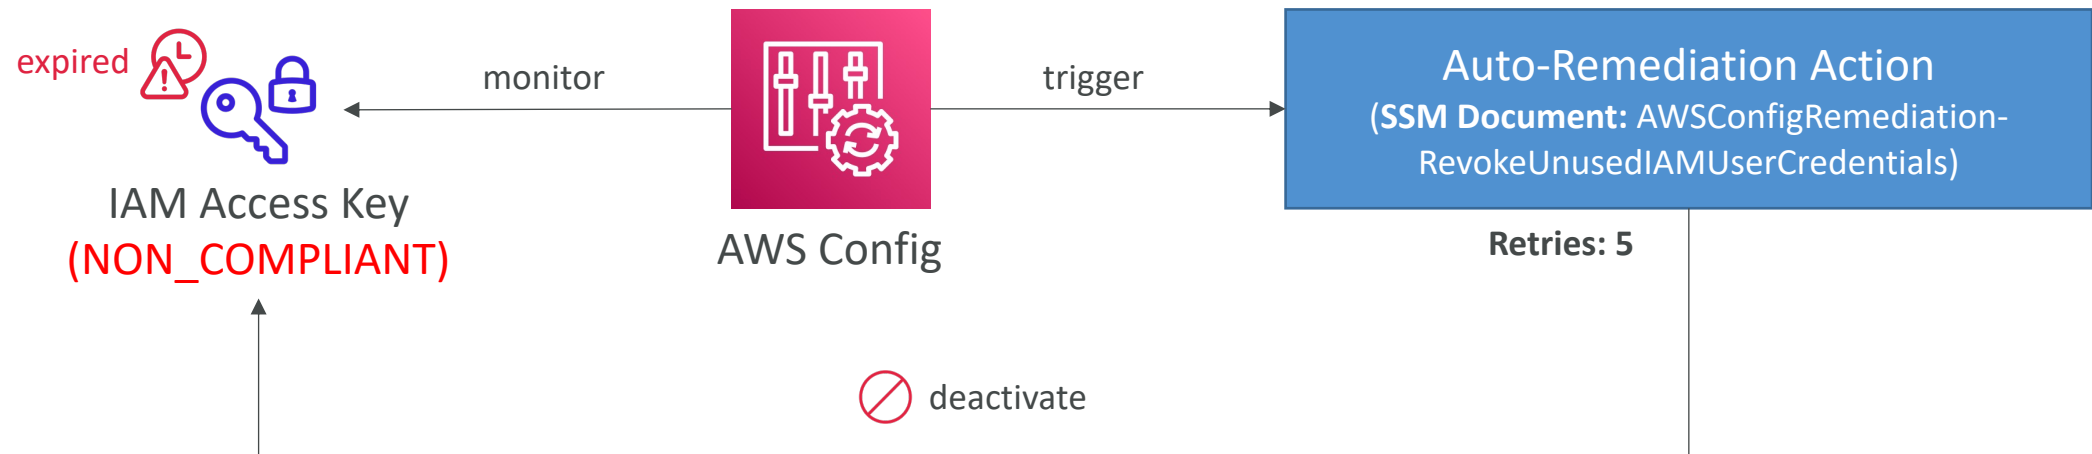 expired
monitor
trigger
Auto-Remediation Action
(SSM Document: AWSConfigRemediation-
RevokeUnusedIAMUserCredentials)
IAM Access Key
(NON_COMPLIANT)
AWS Config
Retries: 5
deactivate